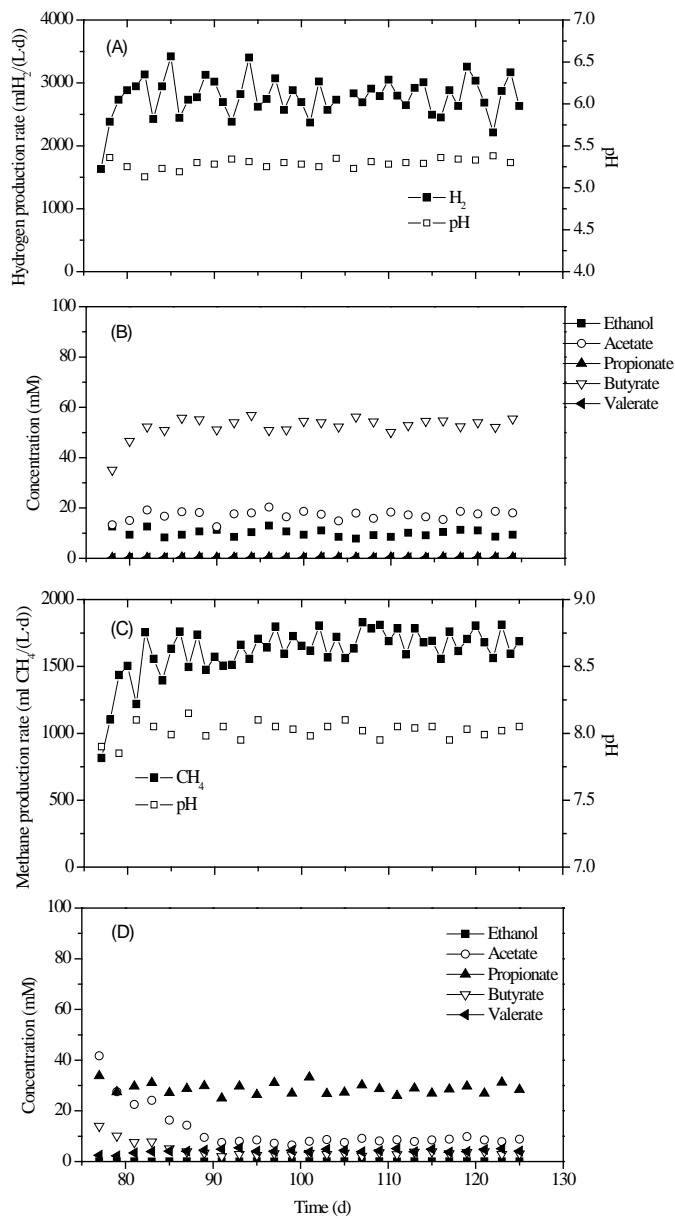 (A)
Hydrogen production rate (mlH2/(L·d))
4000
3000
2000
1000
0
7.0
6.5
6.0
5.5
5.0
4.5
4.0
pH
H2
pH
(B)
Concentration (mM)
100
80
60
40
20
0
Ethanol
Acetate
Propionate
Butyrate
Valerate
(C)
Methane production rate (ml CH4/(L·d))
2000
1500
1000
500
0
9.0
8.5
8.0
7.5
7.0
pH
CH4
pH
(D)
Concentration (mM)
100
80
60
40
20
0
Ethanol
Acetate
Propionate
Butyrate
Valerate
80 90 100 110 120 130
Time (d)